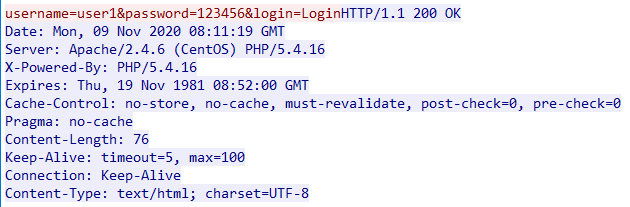 username=user1&password=123456&login=LoginHTTP/1.1 200 OK
Date: Mon, 09 Nov 2020 08:11:19 GMT
Server: Apache/2.4.6 (CentOS) PHP/5.4.16
X-Powered-By: PHP/5.4.16
Expires: Thu, 19 Nov 1981 08:52:00 GMT
Cache-Control: no-store, no-cache, must-revalidate, post-check=0, pre-check=0
Pragma: no-cache
Content-Length: 76
Keep-Alive: timeout=5, max=100
Connection: Keep-Alive
Content-Type: text/html; charset=UTF-8